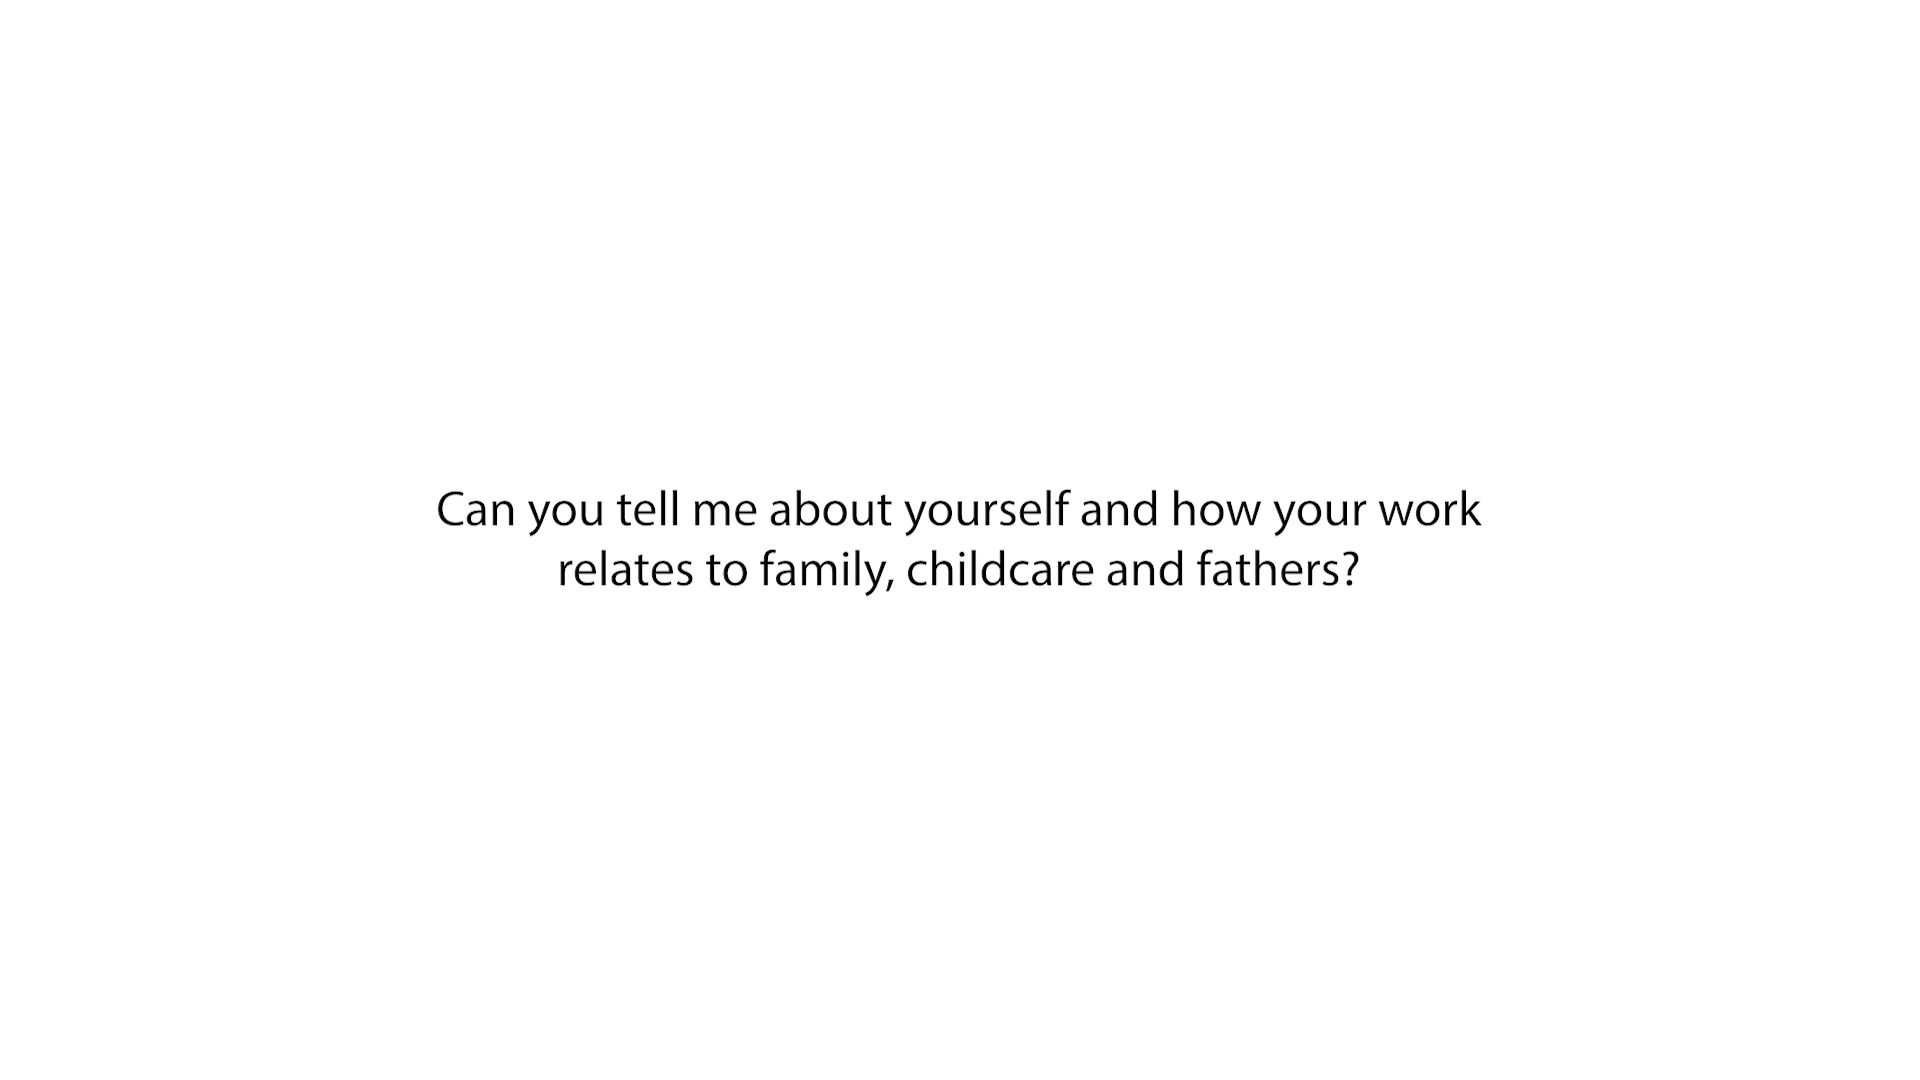 Can you tell me about yourself and how your work
relates to family, childcare and fathers?